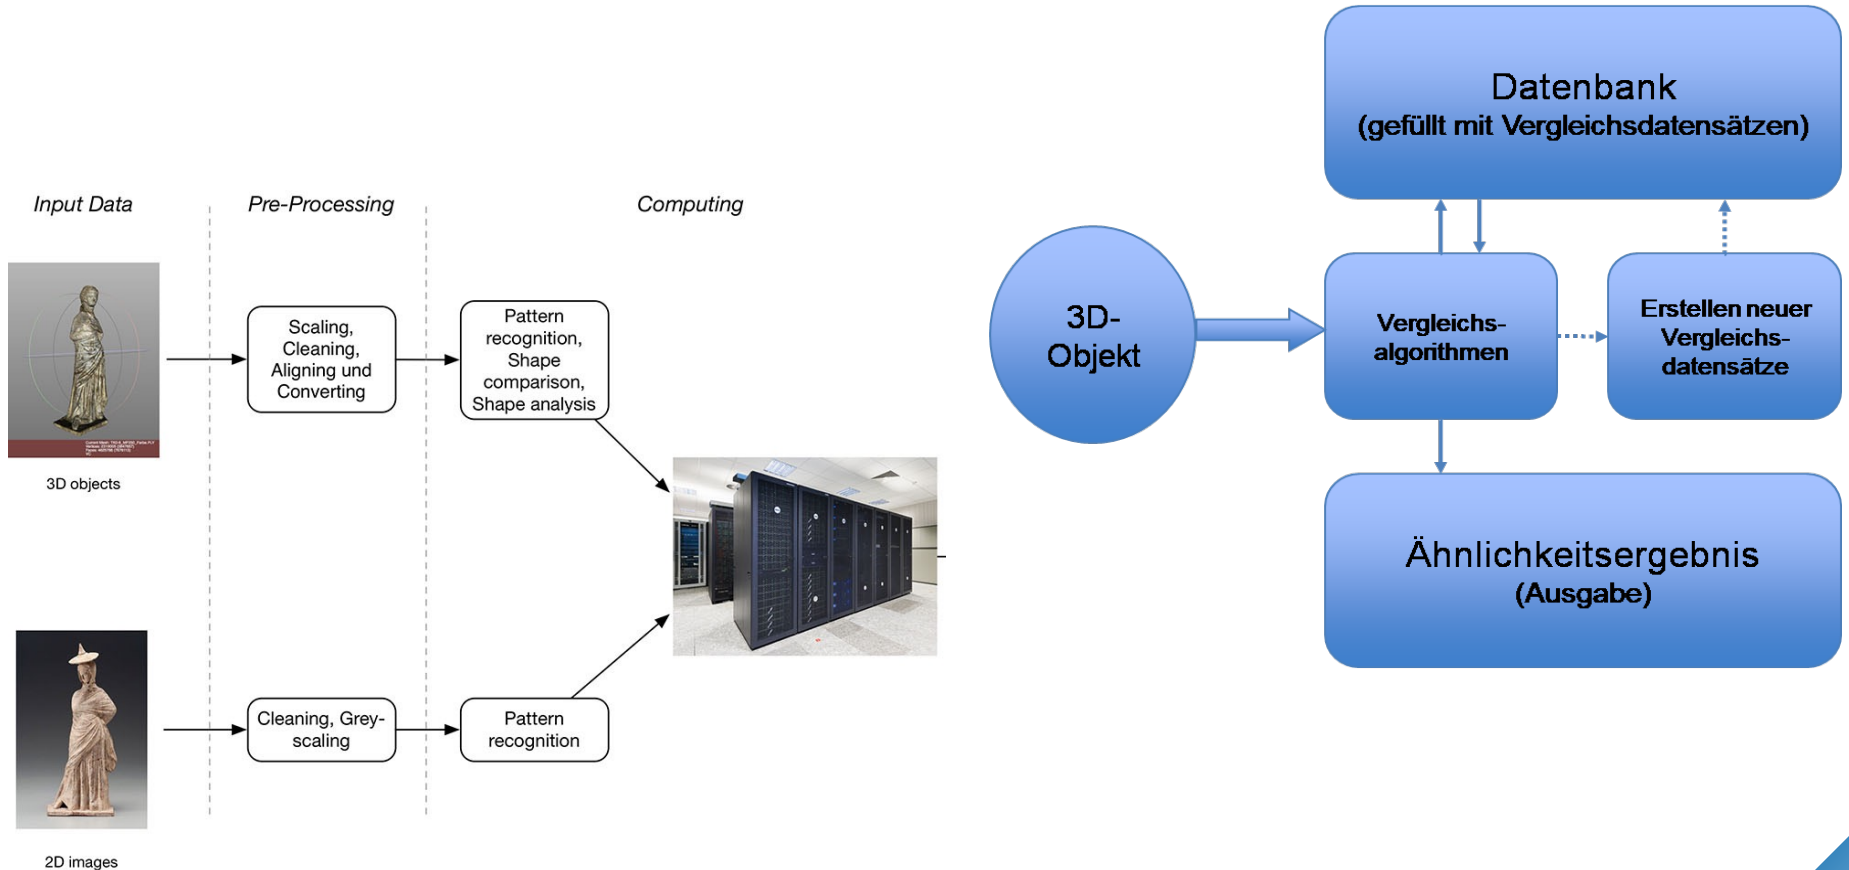 Input Data
Pre-Processing
Computing
Scaling,
Cleaning,
Aligning und
Converting
Pattern
recognition,
Shape
comparison,
Shape analysis
3D objects
Cleaning, Grey-
scaling
Pattern
recognition
2D images
Datenbank
(gefüllt mit Vergleichsdatensätzen)
3D-
Objekt
Vergleichs-
algorithmen
Erstellen neuer
Vergleichs-
datensätze
Ähnlichkeitsergebnis
(Ausgabe)